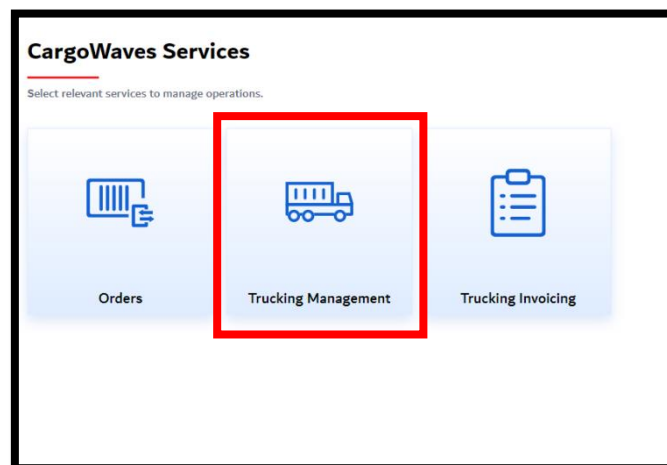 CargoWaves Services
Select relevant services to manage operations.
Orders
Trucking Management
Trucking Invoicing